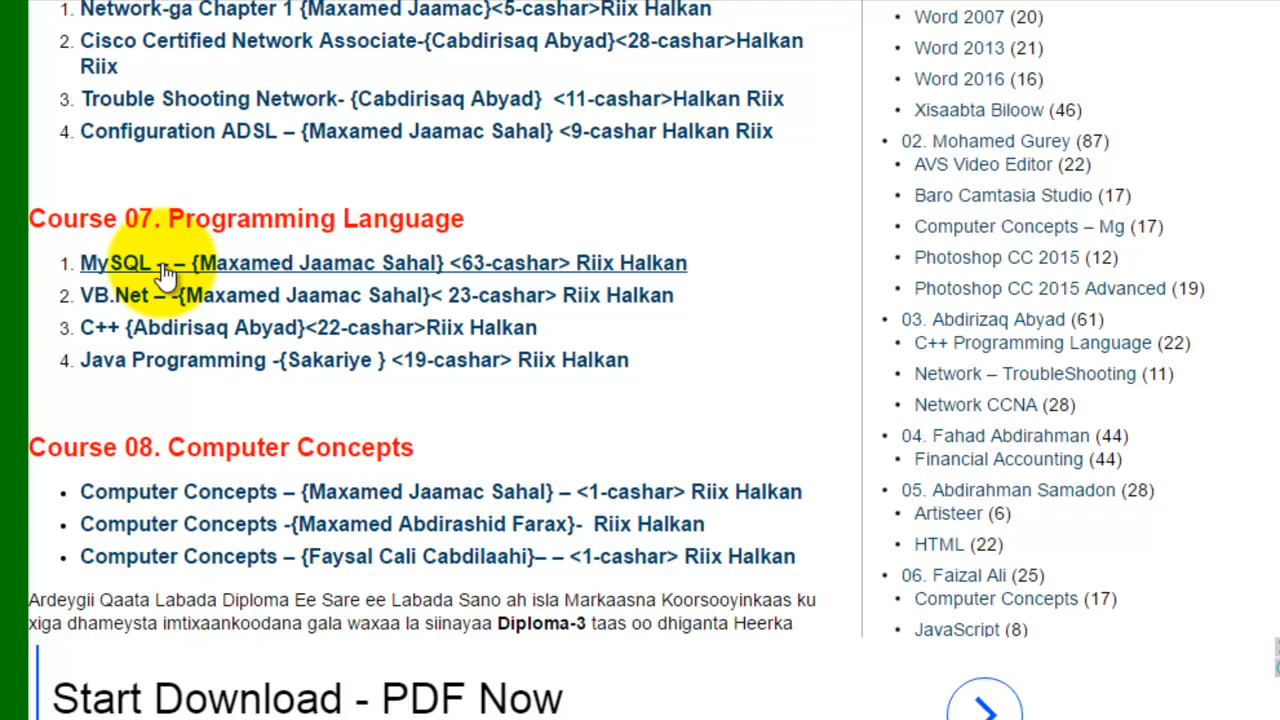 1. Network-ga Chapter 1 {Maxamed Jaamac}<5-cashar>Riix Halkan
2. Cisco Certified Network Associate-{Cabdirisaq Abyad}<28-cashar>Halkan
Riix
3. Trouble Shooting Network- {Cabdirisaq Abyad} <11-cashar>Halkan Riix
4. Configuration ADSL – {Maxamed Jaamac Sahal} <9-cashar Halkan Riix
Course 07. Programming Language
1. MySQL – – {Maxamed Jaamac Sahal} <63-cashar> Riix Halkan
2. VB.Net – -{Maxamed Jaamac Sahal}< 23-cashar> Riix Halkan
3. C++ {Abdirisaq Abyad}<22-cashar>Riix Halkan
4. Java Programming -{Sakariye } <19-cashar> Riix Halkan
Course 08. Computer Concepts
• Computer Concepts – {Maxamed Jaamac Sahal} – <1-cashar> Riix Halkan
• Computer Concepts -{Maxamed Abdirashid Farax}- Riix Halkan
• Computer Concepts – {Faysal Cali Cabdilaahi}– – <1-cashar> Riix Halkan
Ardeygii Qaata Labada Diploma Ee Sare ee Labada Sano ah isla Markaasna Koorsooyinkaas ku
xiga dhameysta imtixaankoodana gala waxaa la siinayaa Diploma-3 taas oo dhiganta Heerka
• Word 2007 (20)
• Word 2013 (21)
• Word 2016 (16)
• Xisaabta Biloow (46)
• 02. Mohamed Gurey (87)
• AVS Video Editor (22)
• Baro Camtasia Studio (17)
• Computer Concepts – Mg (17)
• Photoshop CC 2015 (12)
• Photoshop CC 2015 Advanced (19)
• 03. Abdirizaq Abyad (61)
• C++ Programming Language (22)
• Network – TroubleShooting (11)
• Network CCNA (28)
• 04. Fahad Abdirahman (44)
• Financial Accounting (44)
• 05. Abdirahman Samadon (28)
• Artisteer (6)
• HTML (22)
• 06. Faizal Ali (25)
• Computer Concepts (17)
• JavaScript (8)
Start Download - PDF Now